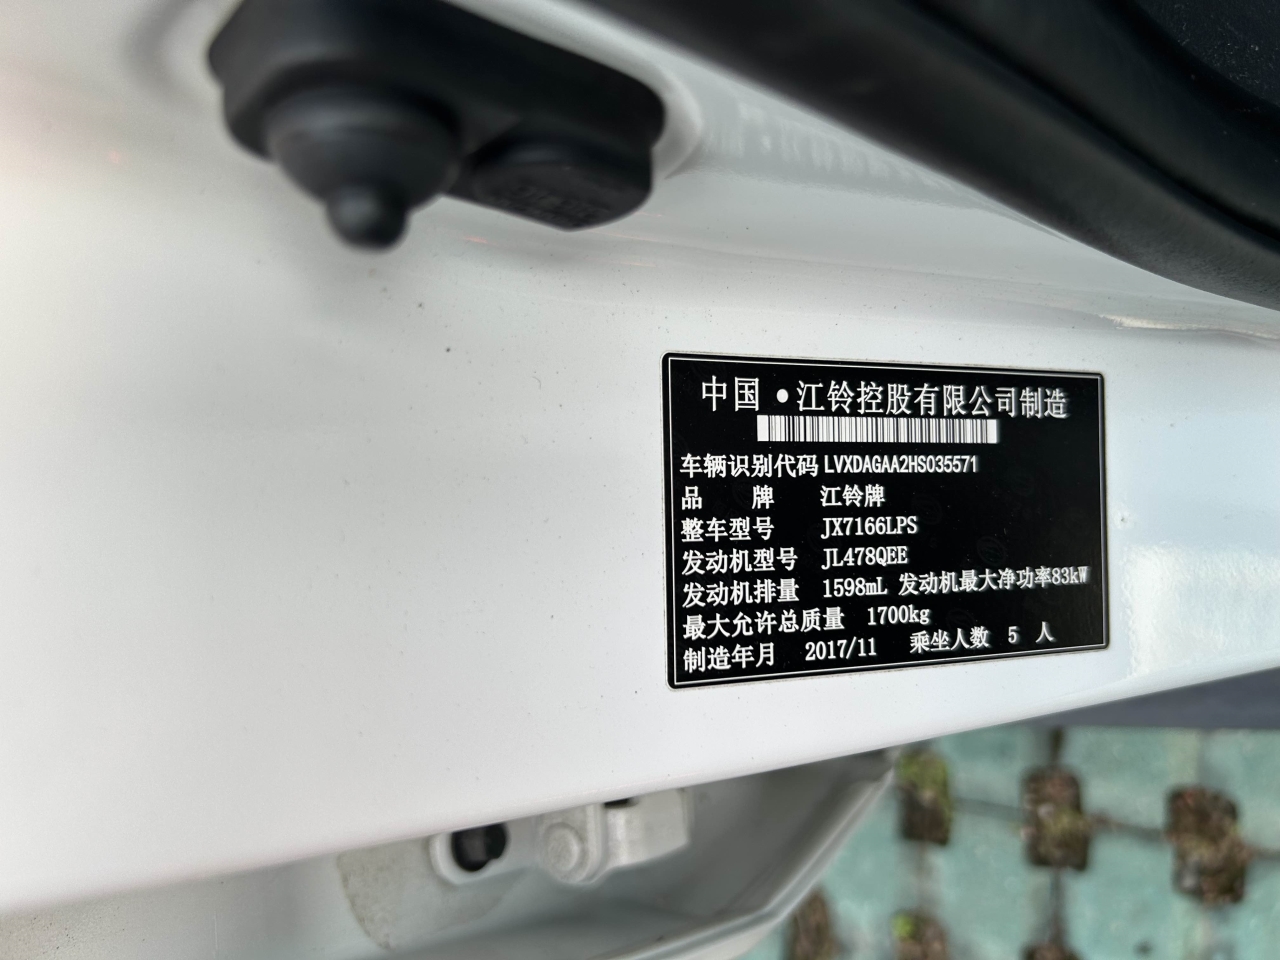 中国·江铃控股有限公司制造
车辆识别代码 LVXDAGAA2HS035571
品 牌 江铃牌
整车型号 JX7166LPS
发动机型号 JL478QEE
发动机排量 1598mL 发动机最大净功率83kW
最大允许总质量 1700kg
制造年月 2017/11 乘坐人数 5 人